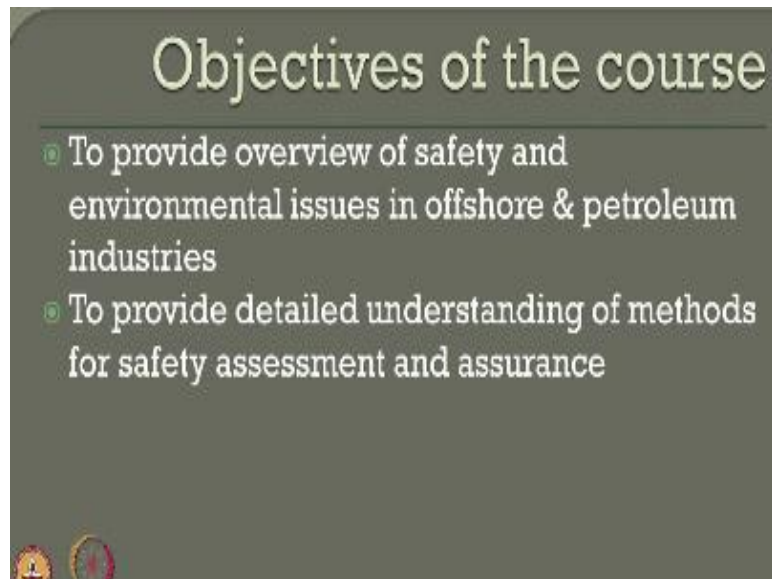 Objectives of the course
To provide overview of safety and
environmental issues in offshore & petroleum
industries
To provide detailed understanding of methods
for safety assessment and assurance